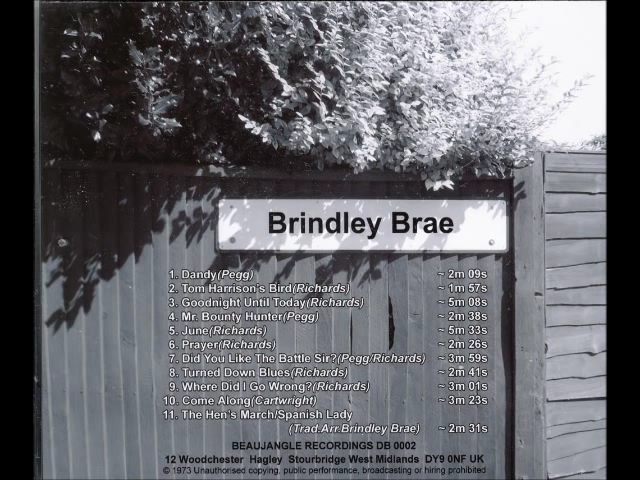 Brindley Brae
1. Dandy(Pegg) ~ 2m 09s
2. Tom Harrison's Bird(Richards) ~ 1m 57s
3. Goodnight Until Today(Richards) ~ 5m 08s
4. Mr. Bounty Hunter(Pegg) ~ 2m 38s
5. June(Richards) ~ 5m 33s
6. Prayer(Richards) ~ 2m 26s
7. Did You Like The Battle Sir?(Pegg/Richards) ~ 3m 59s
8. Turned Down Blues(Richards) ~ 2m 41s
9. Where Did I Go Wrong?(Richards) ~ 3m 01s
10. Come Along(Cartwright) ~ 3m 23s
11. The Hen's March/Spanish Lady
(Trad.Arr.Brindley Brae) ~ 2m 31s
BEAUJANGLE RECORDINGS DB 0002
12 Woodchester Hagley Stourbridge West Midlands DY9 0NF UK
© 1973 Unauthorised copying, public performance, broadcasting or hiring prohibited